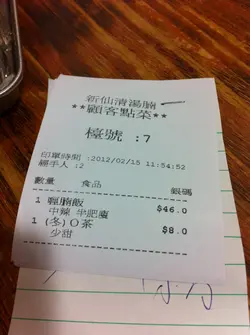 新仙清湯腩
**顧客點菜**
檯號 :7
印單時間 :2012/02/15 11:54:52
經手人 :2
數量 食品 銀碼
1 靚腩飯 $46.0
中辣 半肥瘦
1 (冬)O茶 $8.0
少甜